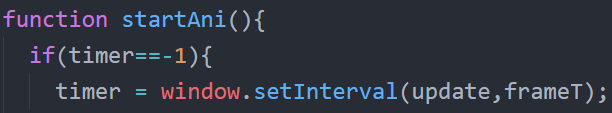 function startAni(){
if(timer==-1){
timer = window.setInterval(update,frameT);